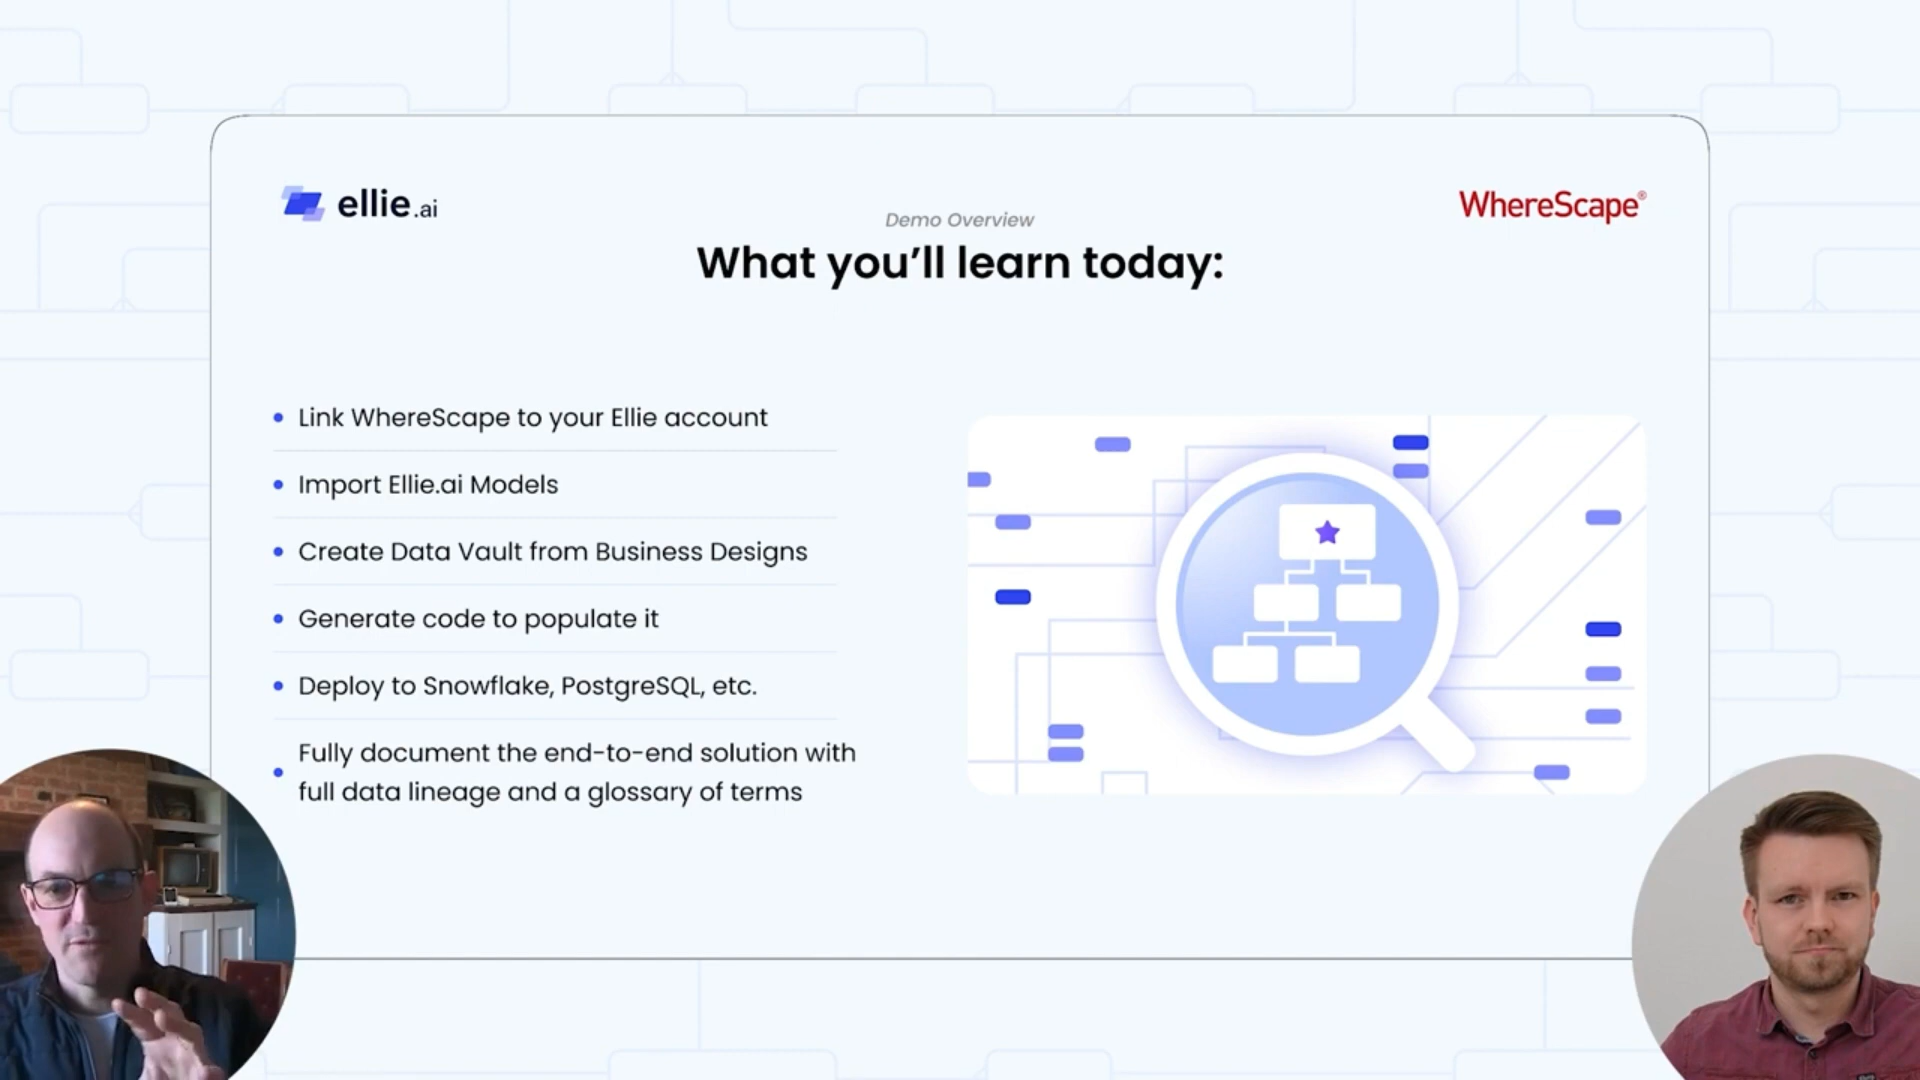 ellie.ai
WhereScape®
Demo Overview
What you’ll learn today:
Link WhereScape to your Ellie account
Import Ellie.ai Models
Create Data Vault from Business Designs
Generate code to populate it
Deploy to Snowflake, PostgreSQL, etc.
Fully document the end-to-end solution with
full data lineage and a glossary of terms